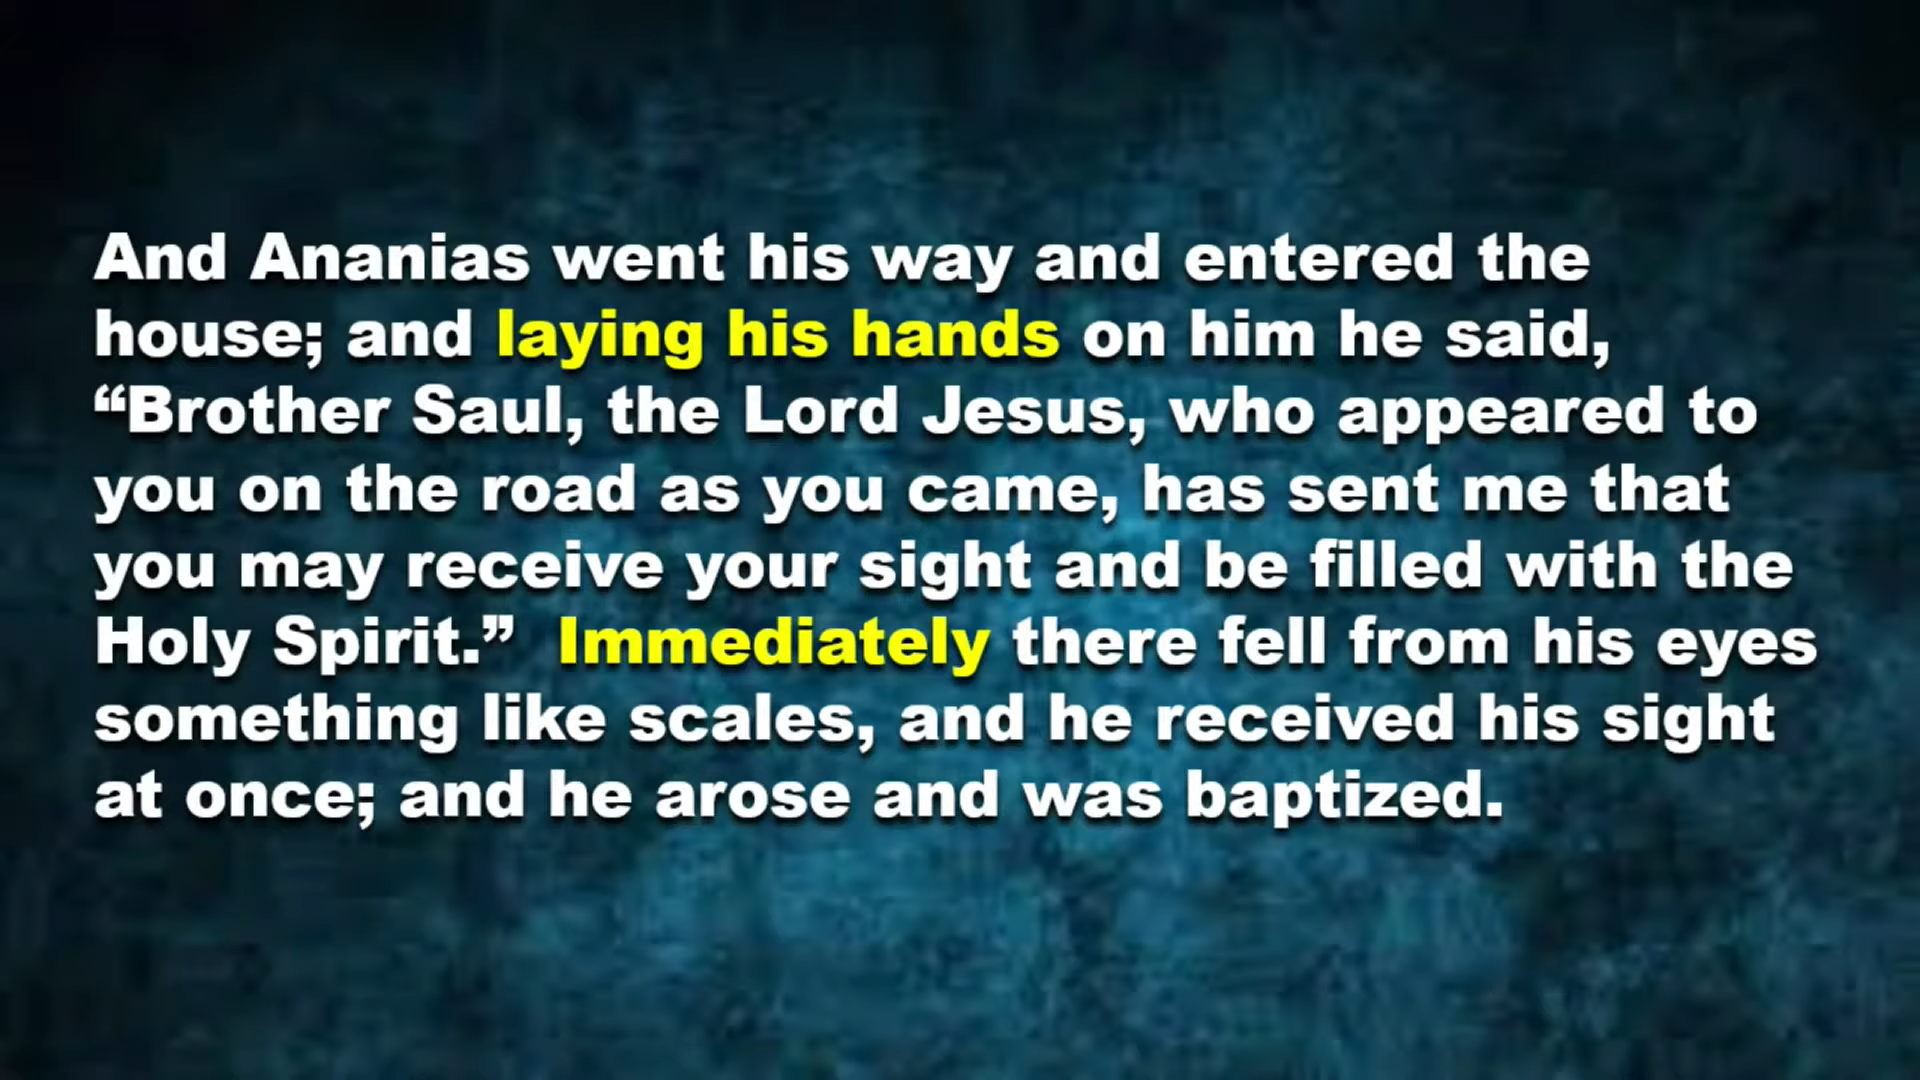 And Ananias went his way and entered the
house; and laying his hands on him he said,
“Brother Saul, the Lord Jesus, who appeared to
you on the road as you came, has sent me that
you may receive your sight and be filled with the
Holy Spirit.”  Immediately there fell from his eyes
something like scales, and he received his sight
at once; and he arose and was baptized.